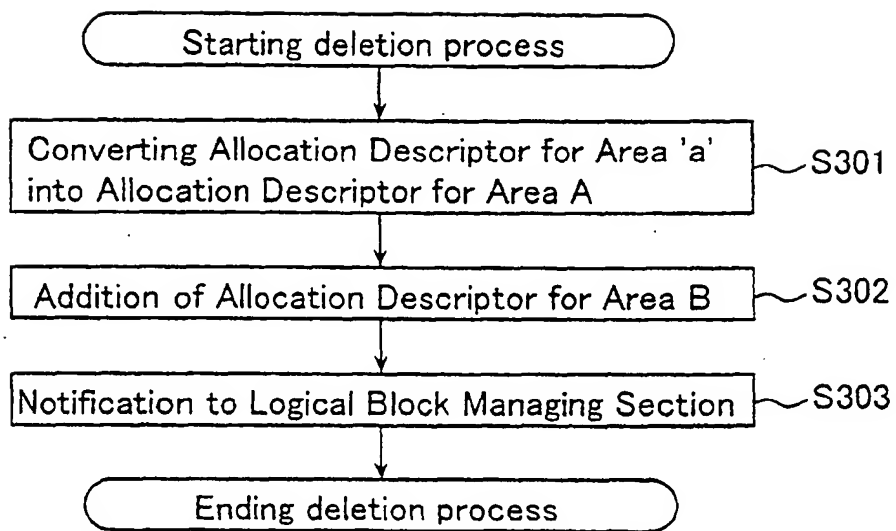 Starting deletion process
Converting Allocation Descriptor for Area 'a'
into Allocation Descriptor for Area A
S301
Addition of Allocation Descriptor for Area B
S302
Notification to Logical Block Managing Section
S303
Ending deletion process